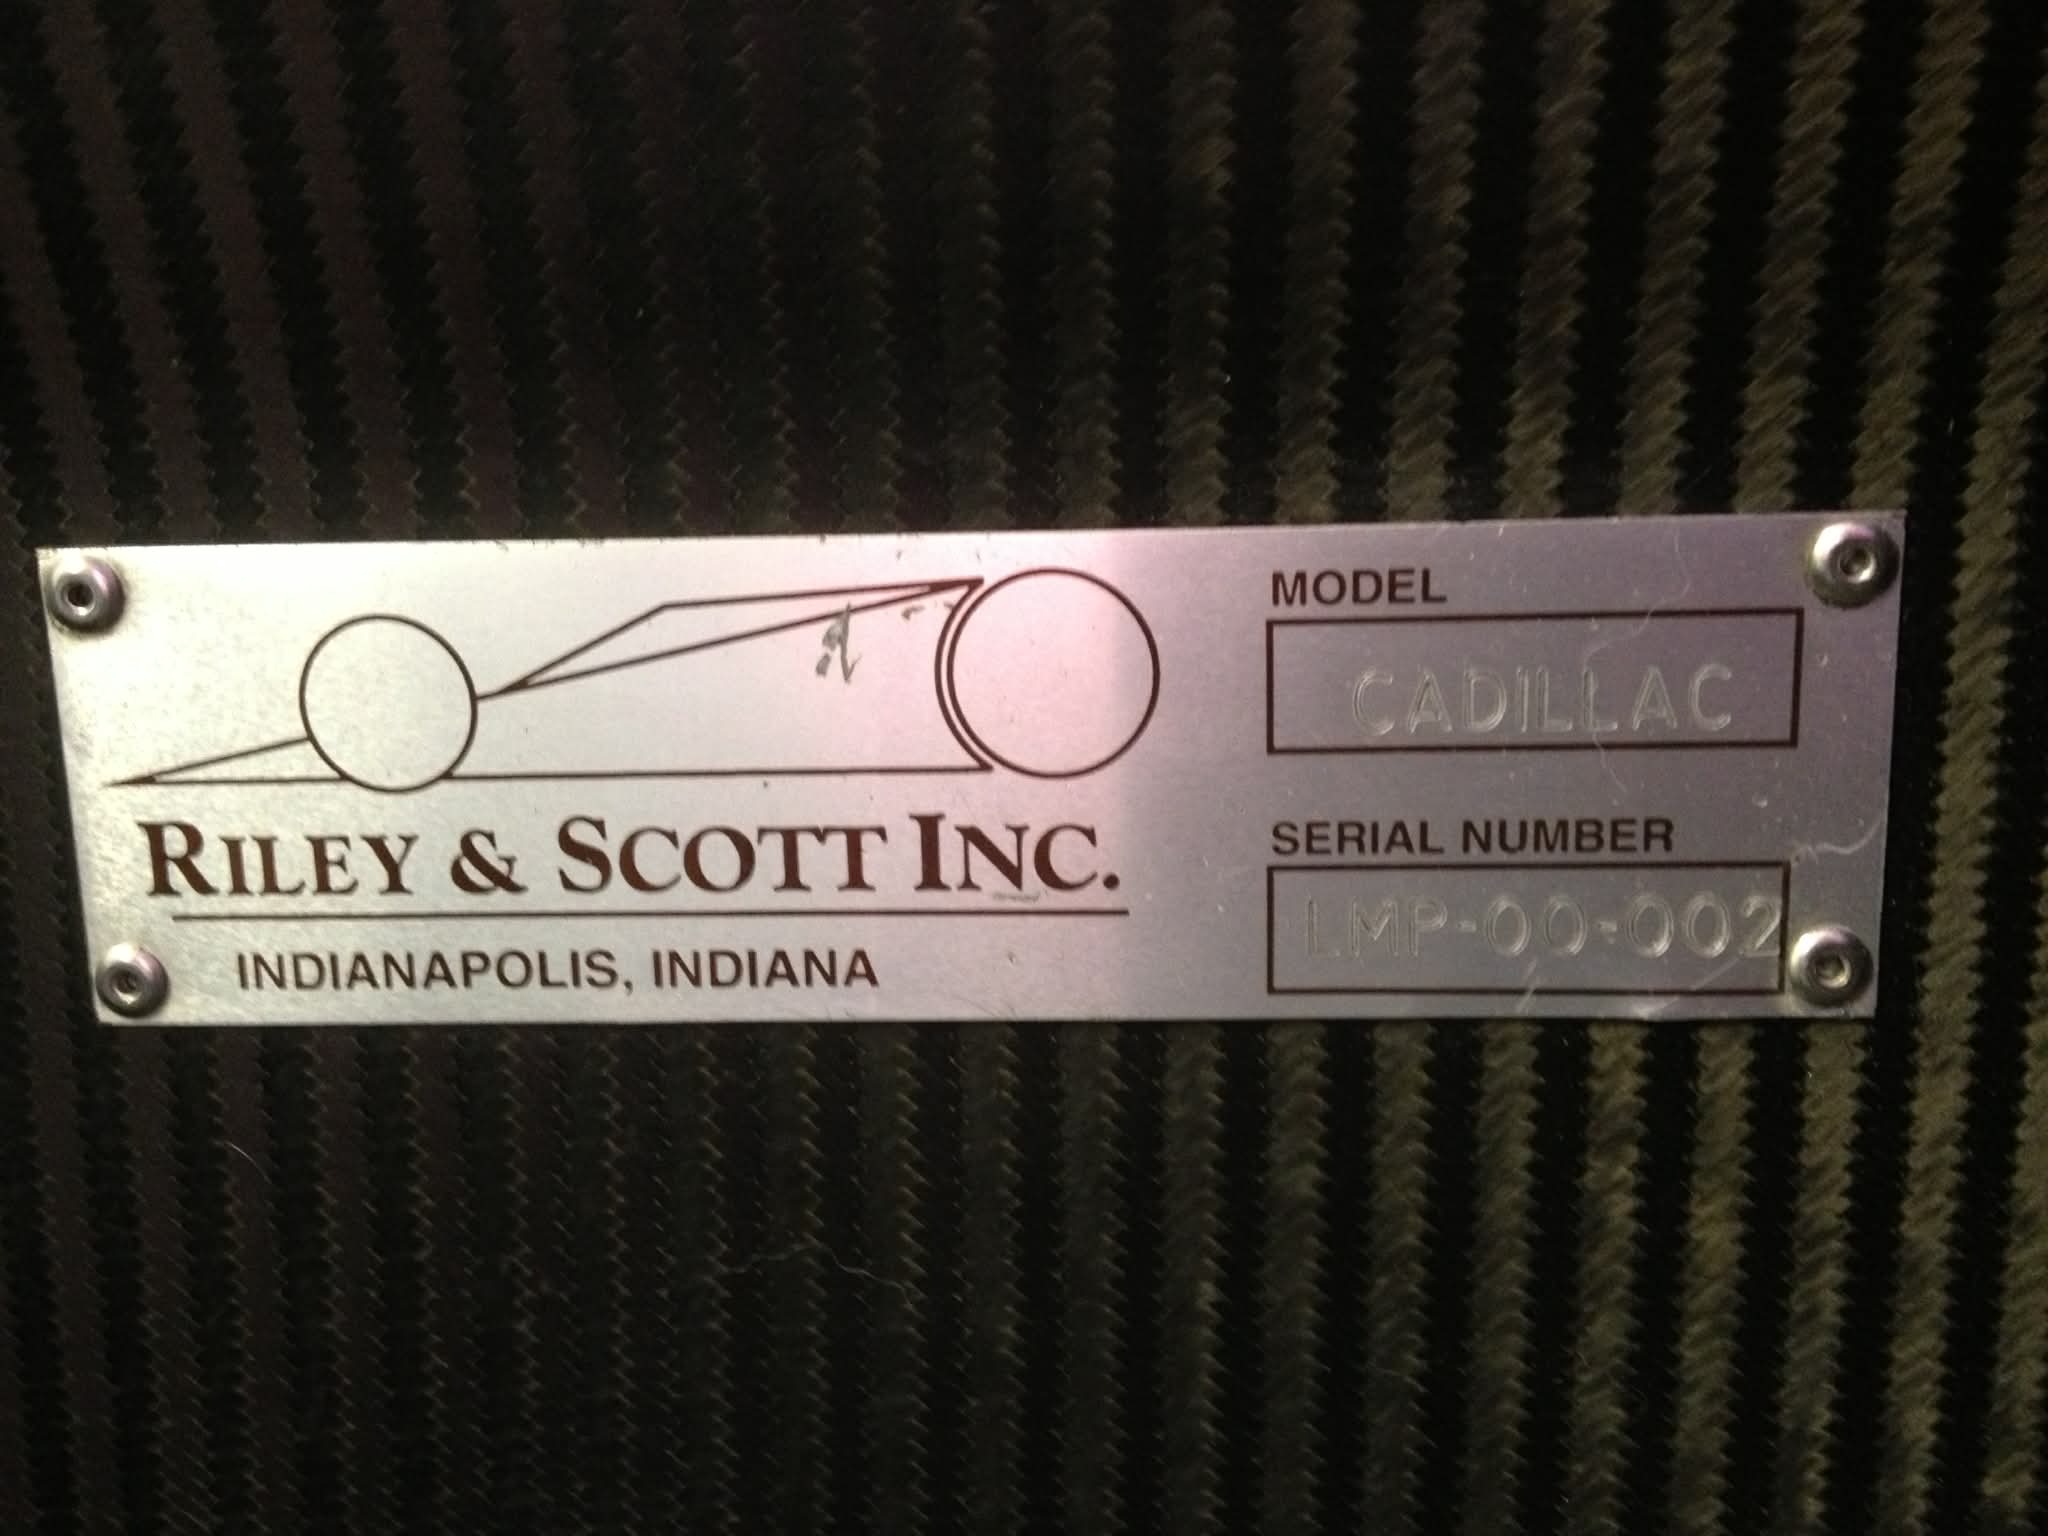 RILEY & SCOTT INC.
INDIANAPOLIS, INDIANA
MODEL
CADILLAC
SERIAL NUMBER
LMP-00-002